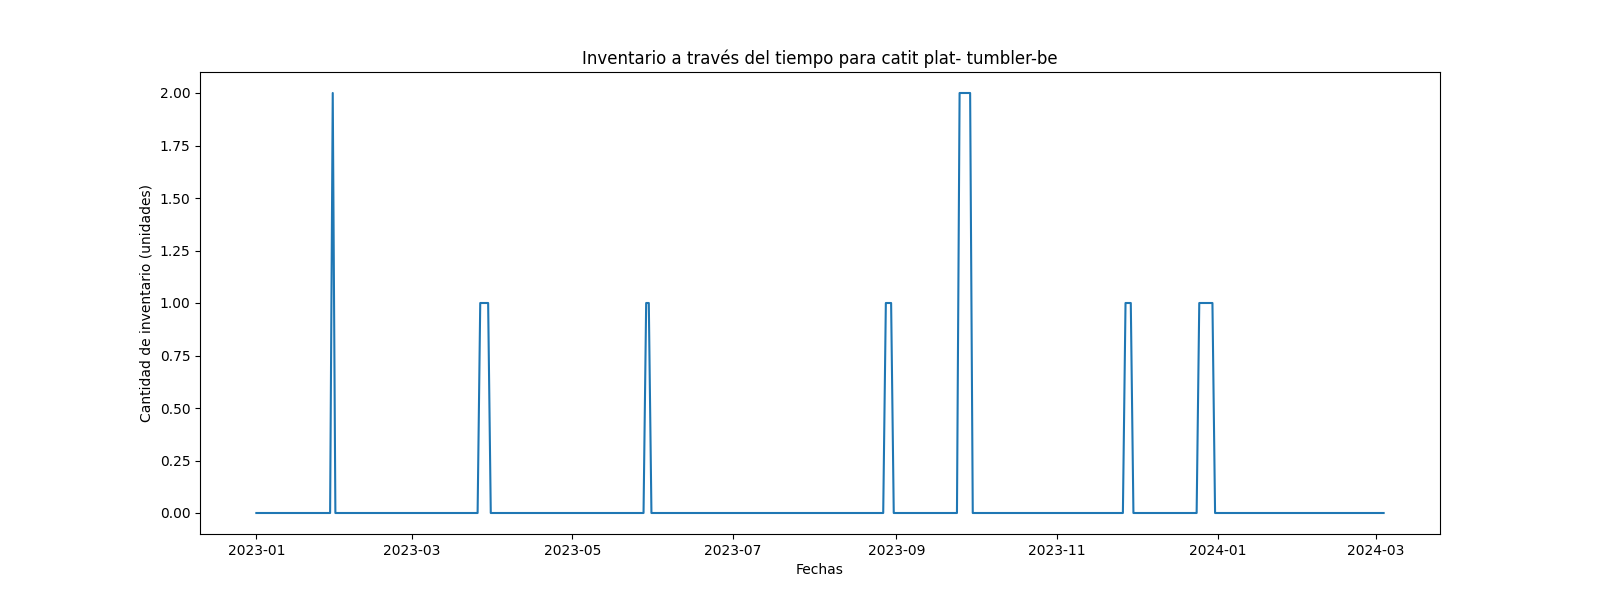 Inventario a través del tiempo para catit plat- tumbler-be
Cantidad de inventario (unidades)
2.00
1.75
1.50
1.25
1.00
0.75
0.50
0.25
0.00
2023-01 2023-03 2023-05 2023-07 2023-09 2023-11 2024-01 2024-03
Fechas